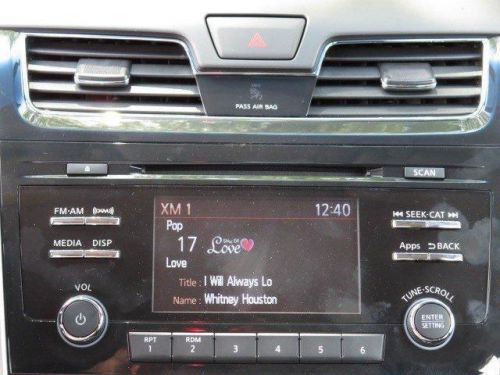 PASS AIR BAG
SCAN
FM·AM
MEDIA DISP
VOL
XM 1 12:40
Pop
17 Love
Love
Title : I Will Always Lo
Name : Whitney Houston
SEEK·CAT
Apps BACK
TUNE·SCROLL
ENTER
SETTING
RPT RDM
1 2 3 4 5 6